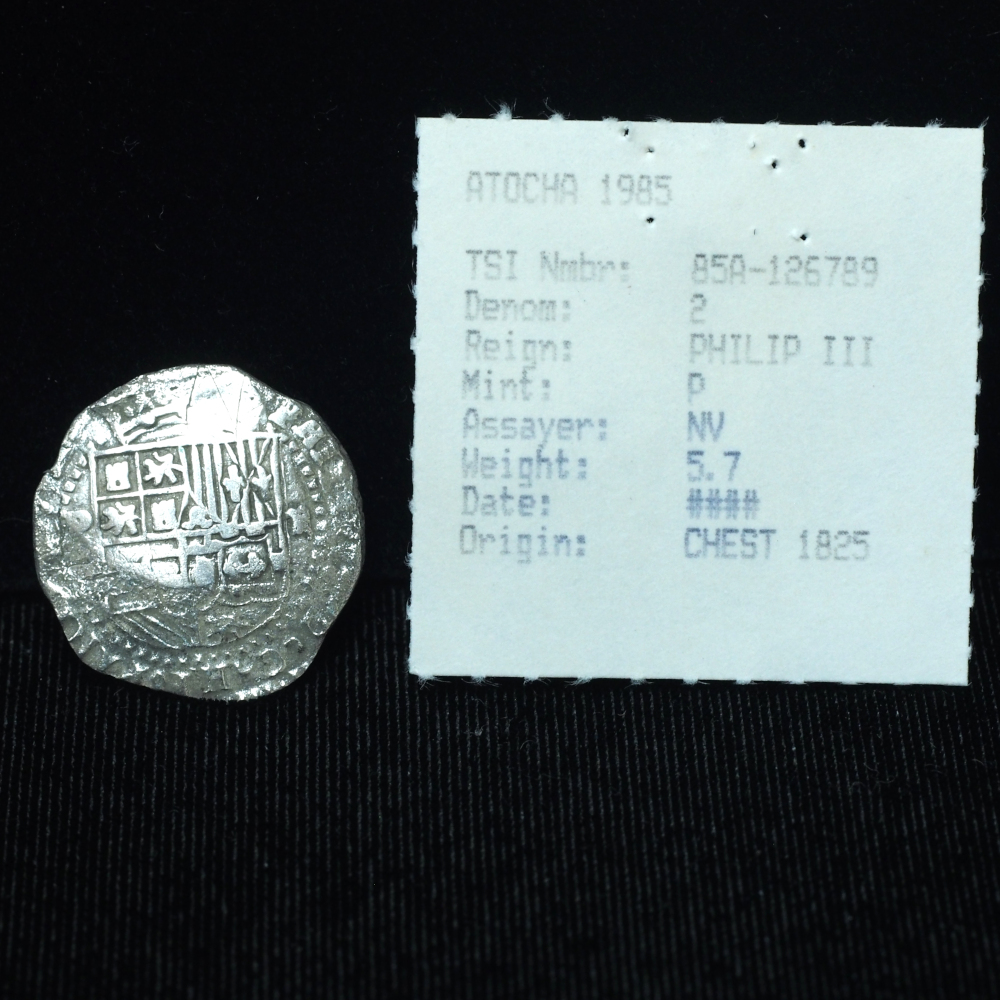 ATOCHA 1985
TSI Nmbr: 85A-126789
Denom: 2
Reign: PHILIP III
Mint: P
Assayer: NV
Weight: 5.7
Date: ####
Origin: CHEST 1825